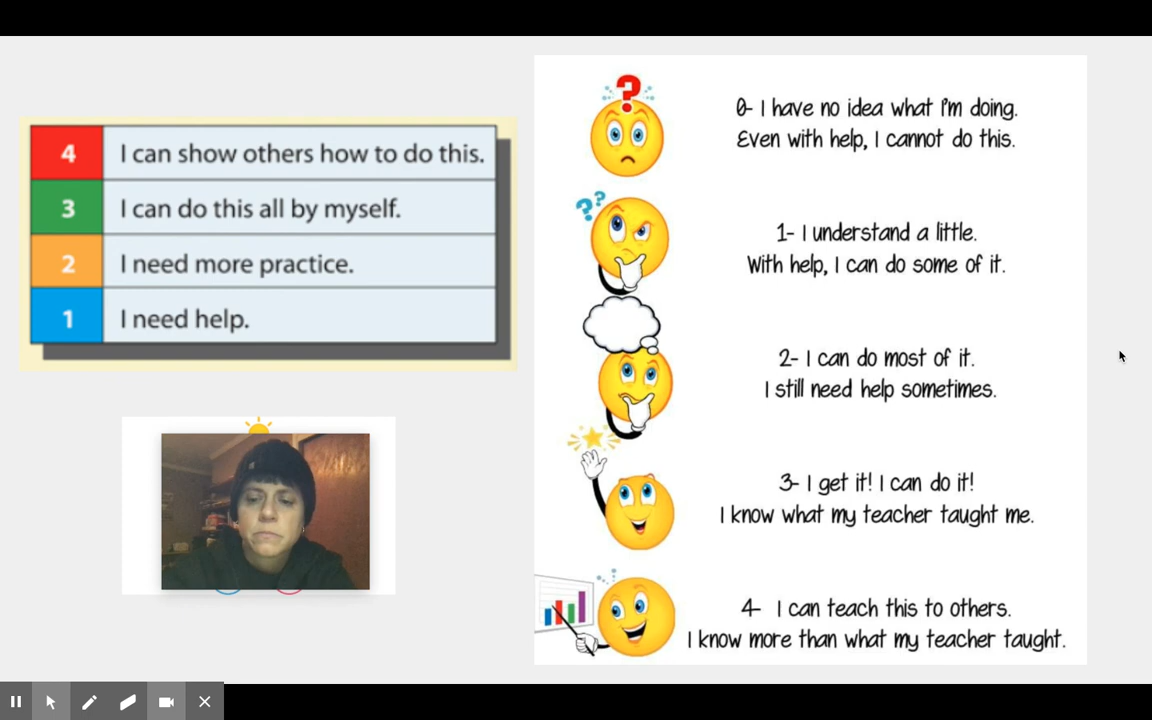 4 I can show others how to do this.
3 I can do this all by myself.
2 I need more practice.
1 I need help.
?
0- I have no idea what I'm doing.
Even with help, I cannot do this.
? ?
1- I understand a little.
With help, I can do some of it.
2- I can do most of it.
I still need help sometimes.
3- I get it! I can do it!
I know what my teacher taught me.
4- I can teach this to others.
I know more than what my teacher taught.